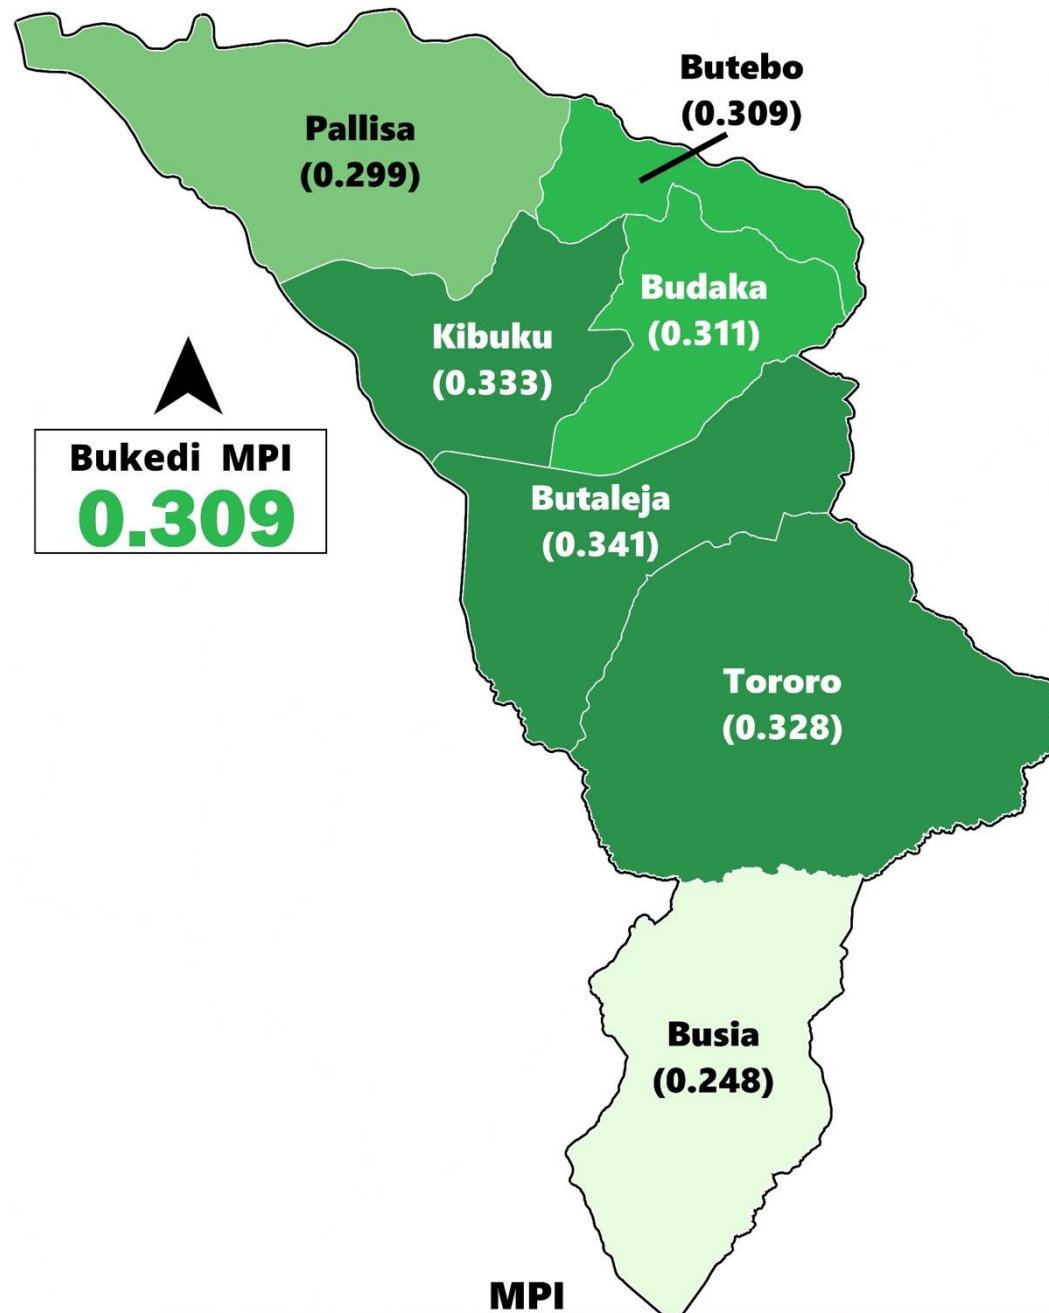 Butebo
(0.309)
Pallisa
(0.299)
Budaka
(0.311)
Kibuku
(0.333)
Bukedi MPI
0.309
Butaleja
(0.341)
Tororo
(0.328)
Busia
(0.248)
MPI